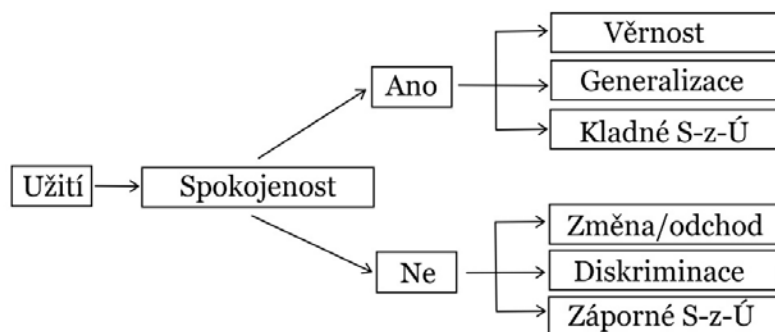 Užití
Spokojenost
Ano
Věrnost
Generalizace
Kladné S-z-Ú
Ne
Změna/odchod
Diskriminace
Záporné S-z-Ú